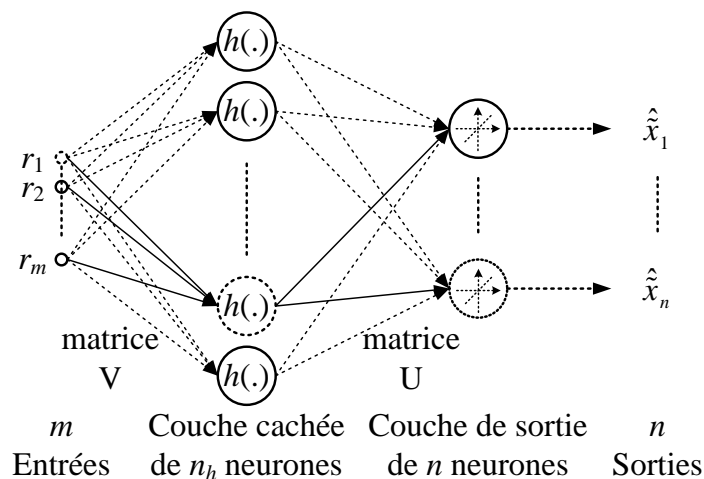 h(.)
h(.)
r₁
r₂
rₘ
h(.)
h(.)
x̃̂₁
x̃̂ₙ
matrice
V
matrice
U
m
Entrées
Couche cachée
de nₕ neurones
Couche de sortie
de n neurones
n
Sorties